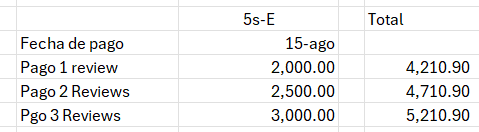 5s-E Total
Fecha de pago 15-ago
Pago 1 review 2,000.00 4,210.90
Pago 2 Reviews 2,500.00 4,710.90
Pgo 3 Reviews 3,000.00 5,210.90